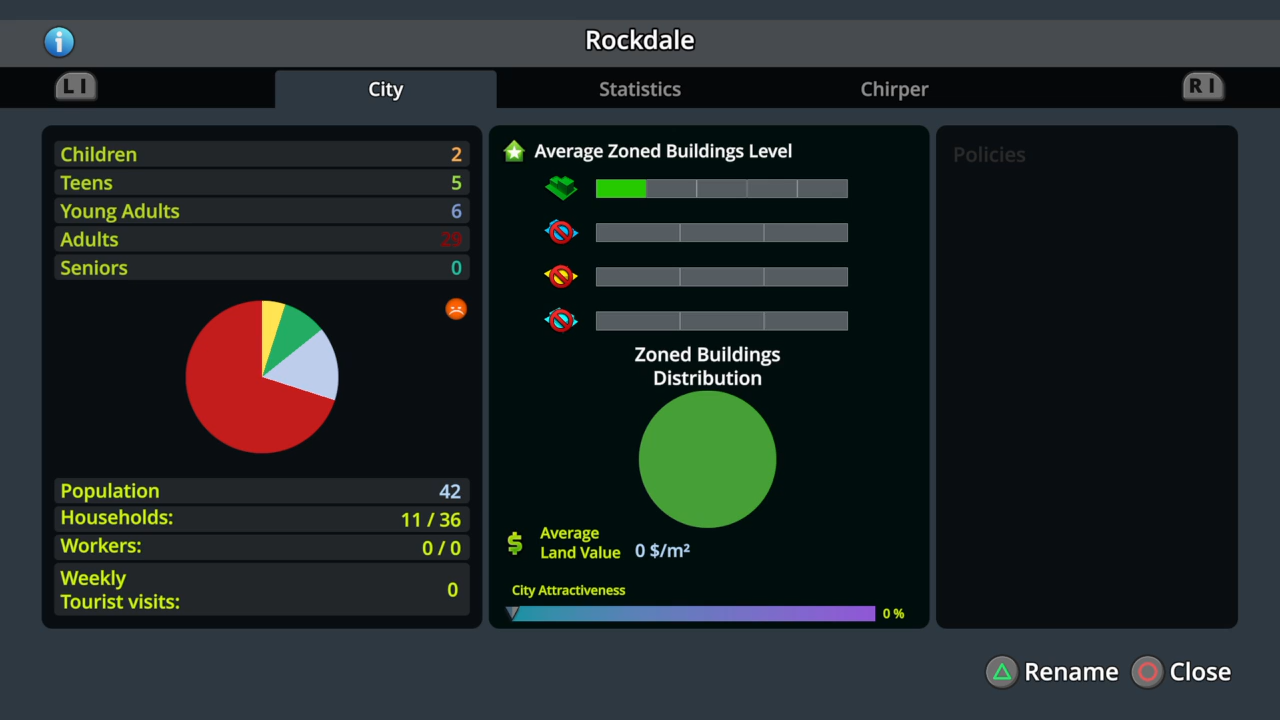 Rockdale
L1
City
Statistics
Chirper
R1
Children 2
Teens 5
Young Adults 6
Adults 29
Seniors 0
Population 42
Households: 11 / 36
Workers: 0 / 0
Weekly
Tourist visits: 0
Average Zoned Buildings Level
Zoned Buildings
Distribution
$
Average
Land Value 0 $/m²
City Attractiveness
0 %
Policies
Rename
Close